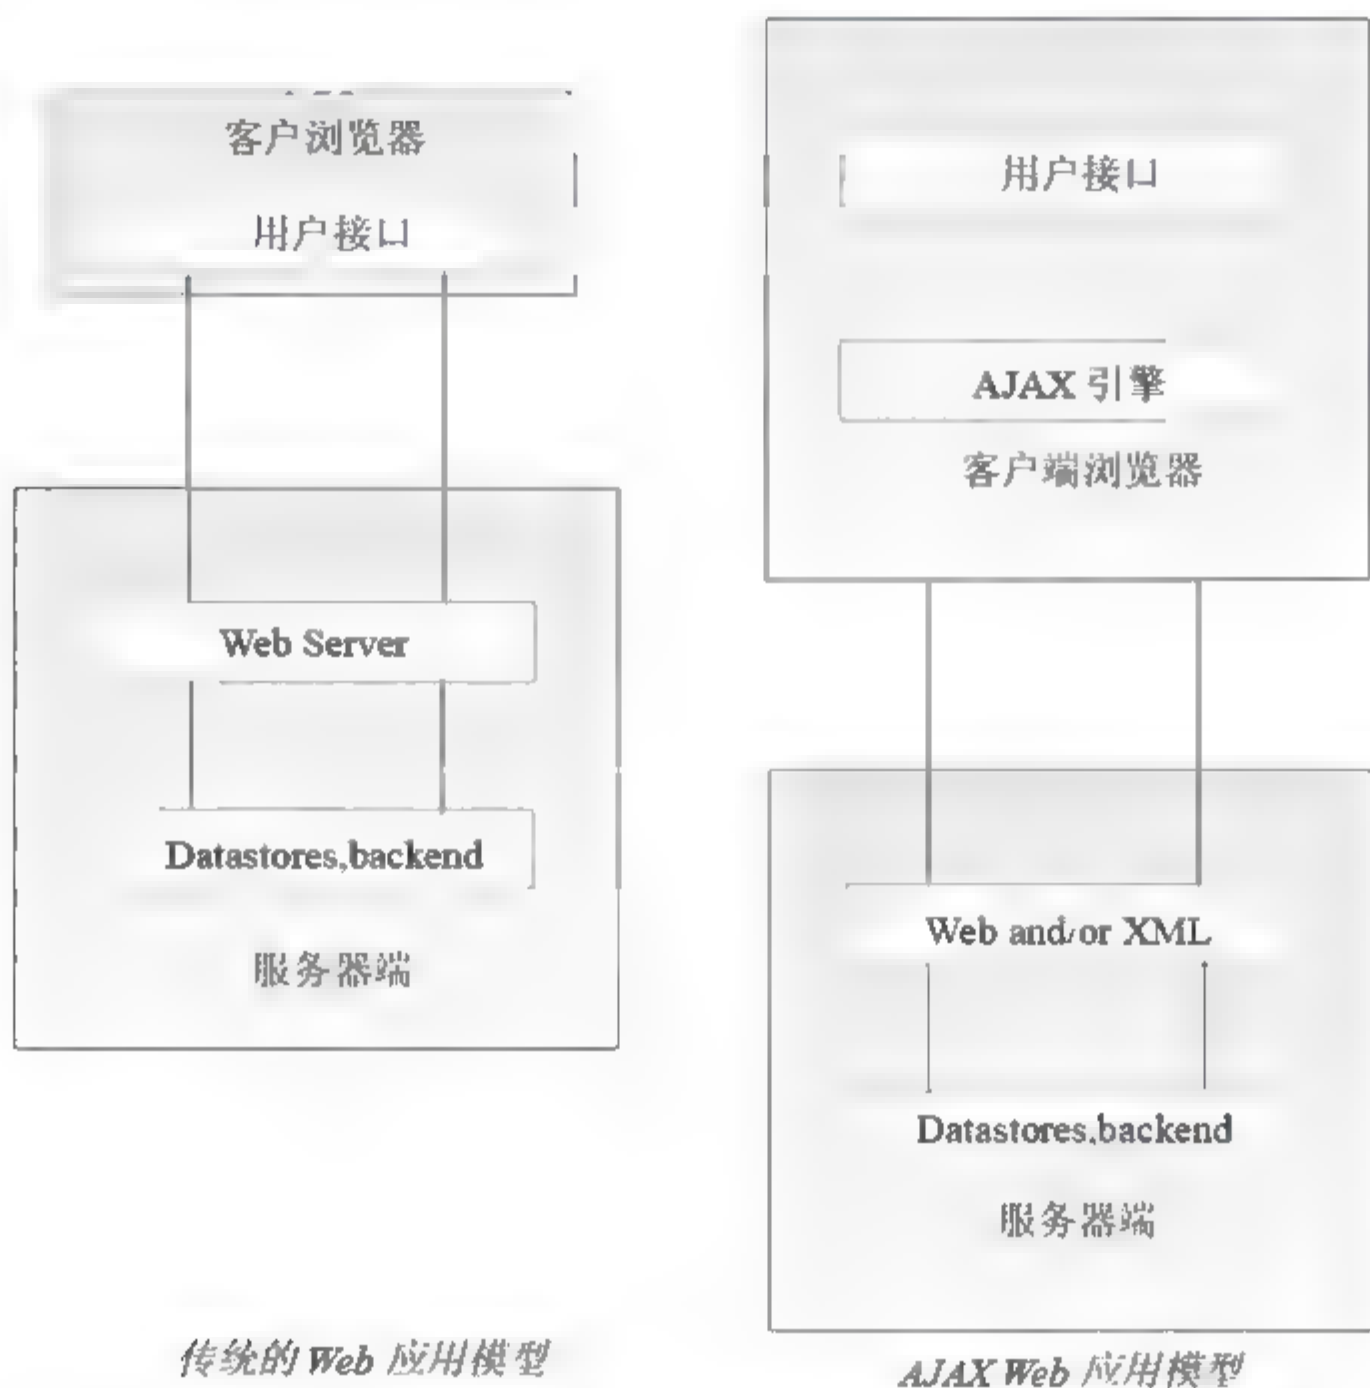 客户浏览器
用户接口
Web Server
Datastores,backend
服务器端
传统的 Web 应用模型
用户接口
AJAX 引擎
客户端浏览器
Web and/or XML
Datastores,backend
服务器端
AJAX Web 应用模型